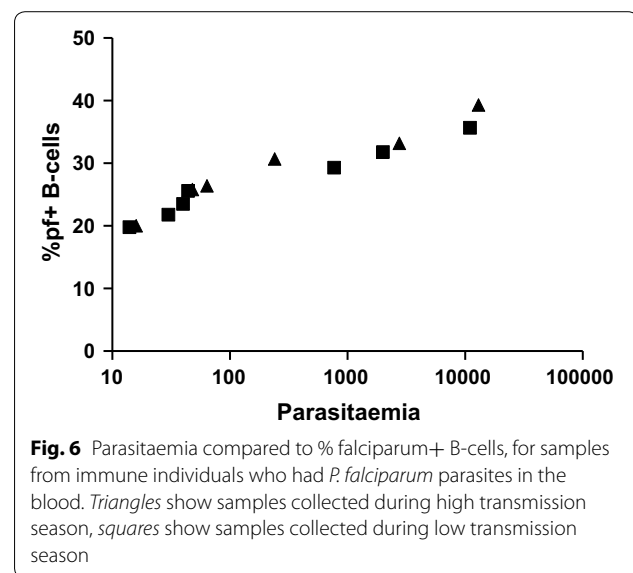 50
40
30
20
10
0
%pf+ B-cells
10 100 1000 10000 100000
Parasitaemia
Fig. 6 Parasitaemia compared to % falciparum+ B-cells, for samples
from immune individuals who had P. falciparum parasites in the
blood. Triangles show samples collected during high transmission
season, squares show samples collected during low transmission
season